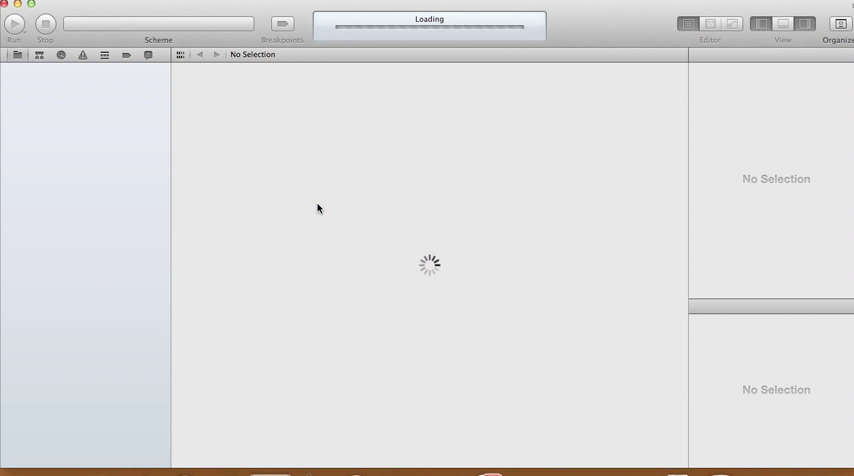 Loading
Run
Stop
Scheme
Breakpoints
Editor
View
Organize
No Selection
No Selection
No Selection